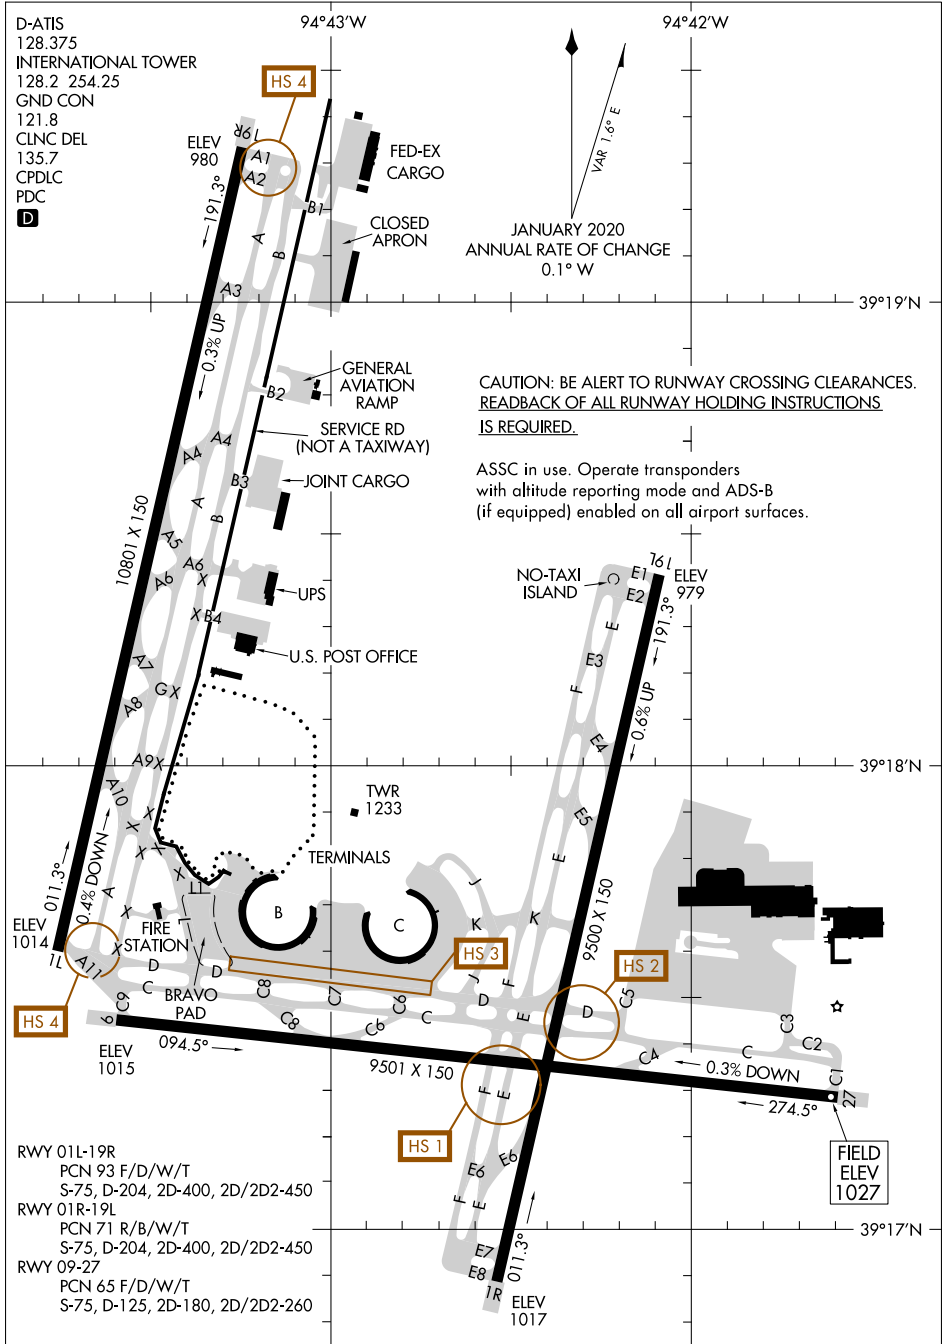 94°43'W
94°42'W
D-ATIS
128.375
INTERNATIONAL TOWER
128.2 254.25
GND CON
121.8
CLNC DEL
135.7
CPDLC
PDC
D
HS 4
19R
ELEV
980
A1
A2
191.3°
FED-EX
CARGO
B1
CLOSED
APRON
A
B
VAR 1.6° E
JANUARY 2020
ANNUAL RATE OF CHANGE
0.1° W
A3
39°19'N
0.3% UP
GENERAL
AVIATION
RAMP
B2
CAUTION: BE ALERT TO RUNWAY CROSSING CLEARANCES.
READBACK OF ALL RUNWAY HOLDING INSTRUCTIONS
IS REQUIRED.
SERVICE RD
(NOT A TAXIWAY)
A4
A4
B3
JOINT CARGO
ASSC in use. Operate transponders
with altitude reporting mode and ADS-B
(if equipped) enabled on all airport surfaces.
A
B
10801 X 150
A5
A6
A6
X
UPS
X
B4
U.S. POST OFFICE
NO-TAXI
ISLAND
C
E1
E2
19L
ELEV
979
191.3°
E
E3
F
0.6% UP
E4
A7
G
X
A8
A9
X
39°18'N
A10
X
X
X
X
X
TWR
1233
E5
E
TERMINALS
011.3°
0.4% DOWN
A
X
L1
L
B
C
J
K
K
9500 X 150
ELEV
1014
1L
FIRE
STATION
X
A11
D
D
HS 3
HS 2
C
C9
BRAVO
PAD
C8
C7
C6
J
D
F
E
D
C5
HS 4
9
C8
C6
C
C4
C
C3
C2
C1
ELEV
1015
094.5°
9501 X 150
0.3% DOWN
274.5°
27
F
E
HS 1
FIELD
ELEV
1027
E6
E6
F
E
RWY 01L-19R
PCN 93 F/D/W/T
S-75, D-204, 2D-400, 2D/2D2-450
RWY 01R-19L
PCN 71 R/B/W/T
S-75, D-204, 2D-400, 2D/2D2-450
RWY 09-27
PCN 65 F/D/W/T
S-75, D-125, 2D-180, 2D/2D2-260
39°17'N
E7
E8
1R
011.3°
ELEV
1017